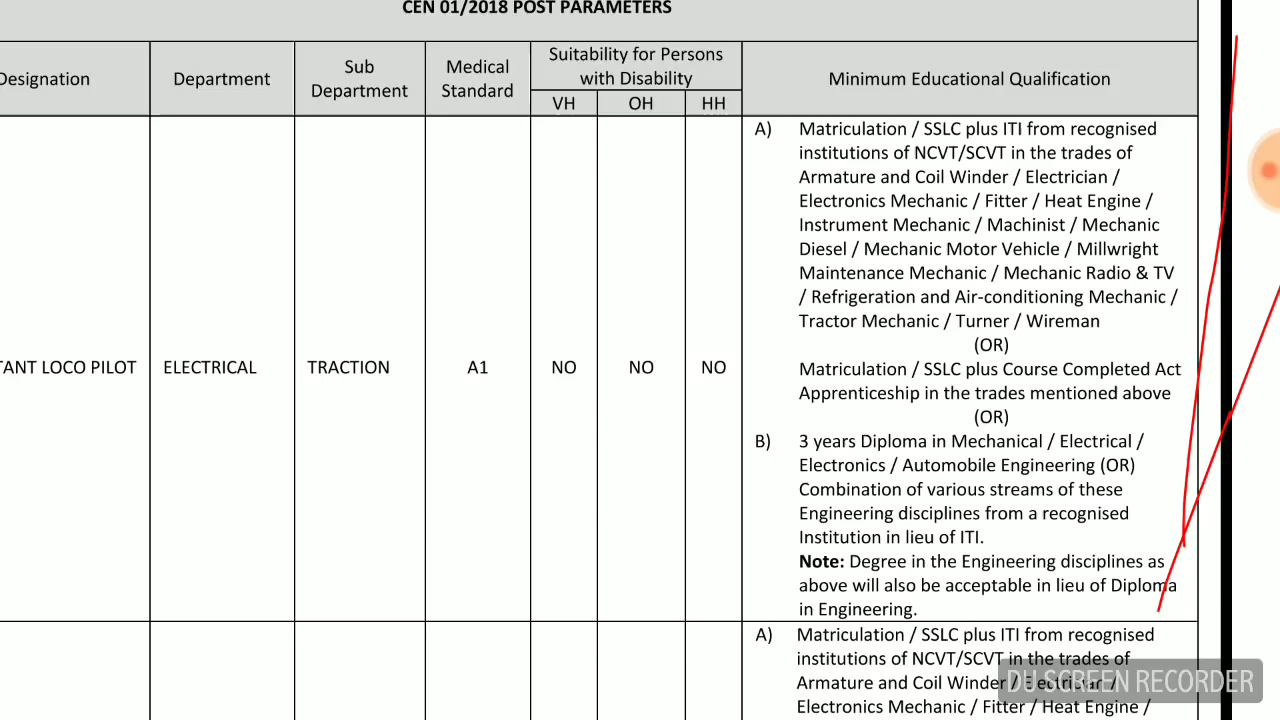 CEN 01/2018 POST PARAMETERS
Designation
Department
Sub
Department
Medical
Standard
Suitability for Persons
with Disability
VH
OH
HH
Minimum Educational Qualification
TANT LOCO PILOT
ELECTRICAL
TRACTION
A1
NO
NO
NO
A) Matriculation / SSLC plus ITI from recognised
institutions of NCVT/SCVT in the trades of
Armature and Coil Winder / Electrician /
Electronics Mechanic / Fitter / Heat Engine /
Instrument Mechanic / Machinist / Mechanic
Diesel / Mechanic Motor Vehicle / Millwright
Maintenance Mechanic / Mechanic Radio & TV
/ Refrigeration and Air-conditioning Mechanic /
Tractor Mechanic / Turner / Wireman
(OR)
Matriculation / SSLC plus Course Completed Act
Apprenticeship in the trades mentioned above
(OR)
B) 3 years Diploma in Mechanical / Electrical /
Electronics / Automobile Engineering (OR)
Combination of various streams of these
Engineering disciplines from a recognised
Institution in lieu of ITI.
Note: Degree in the Engineering disciplines as
above will also be acceptable in lieu of Diploma
in Engineering.
A) Matriculation / SSLC plus ITI from recognised
institutions of NCVT/SCVT in the trades of
Armature and Coil Winder / Electrician /
Electronics Mechanic / Fitter / Heat Engine /
DU SCREEN RECORDER